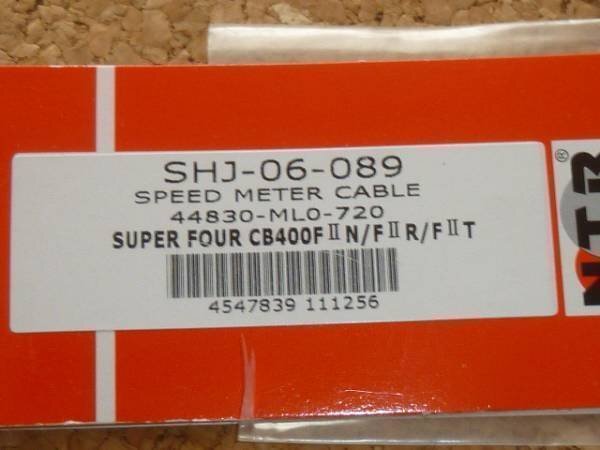 SHJ-06-089
SPEED METER CABLE
44830-ML0-720
SUPER FOUR CB400FⅡN/FⅡR/FⅡT
4547839 111256
NTB
®